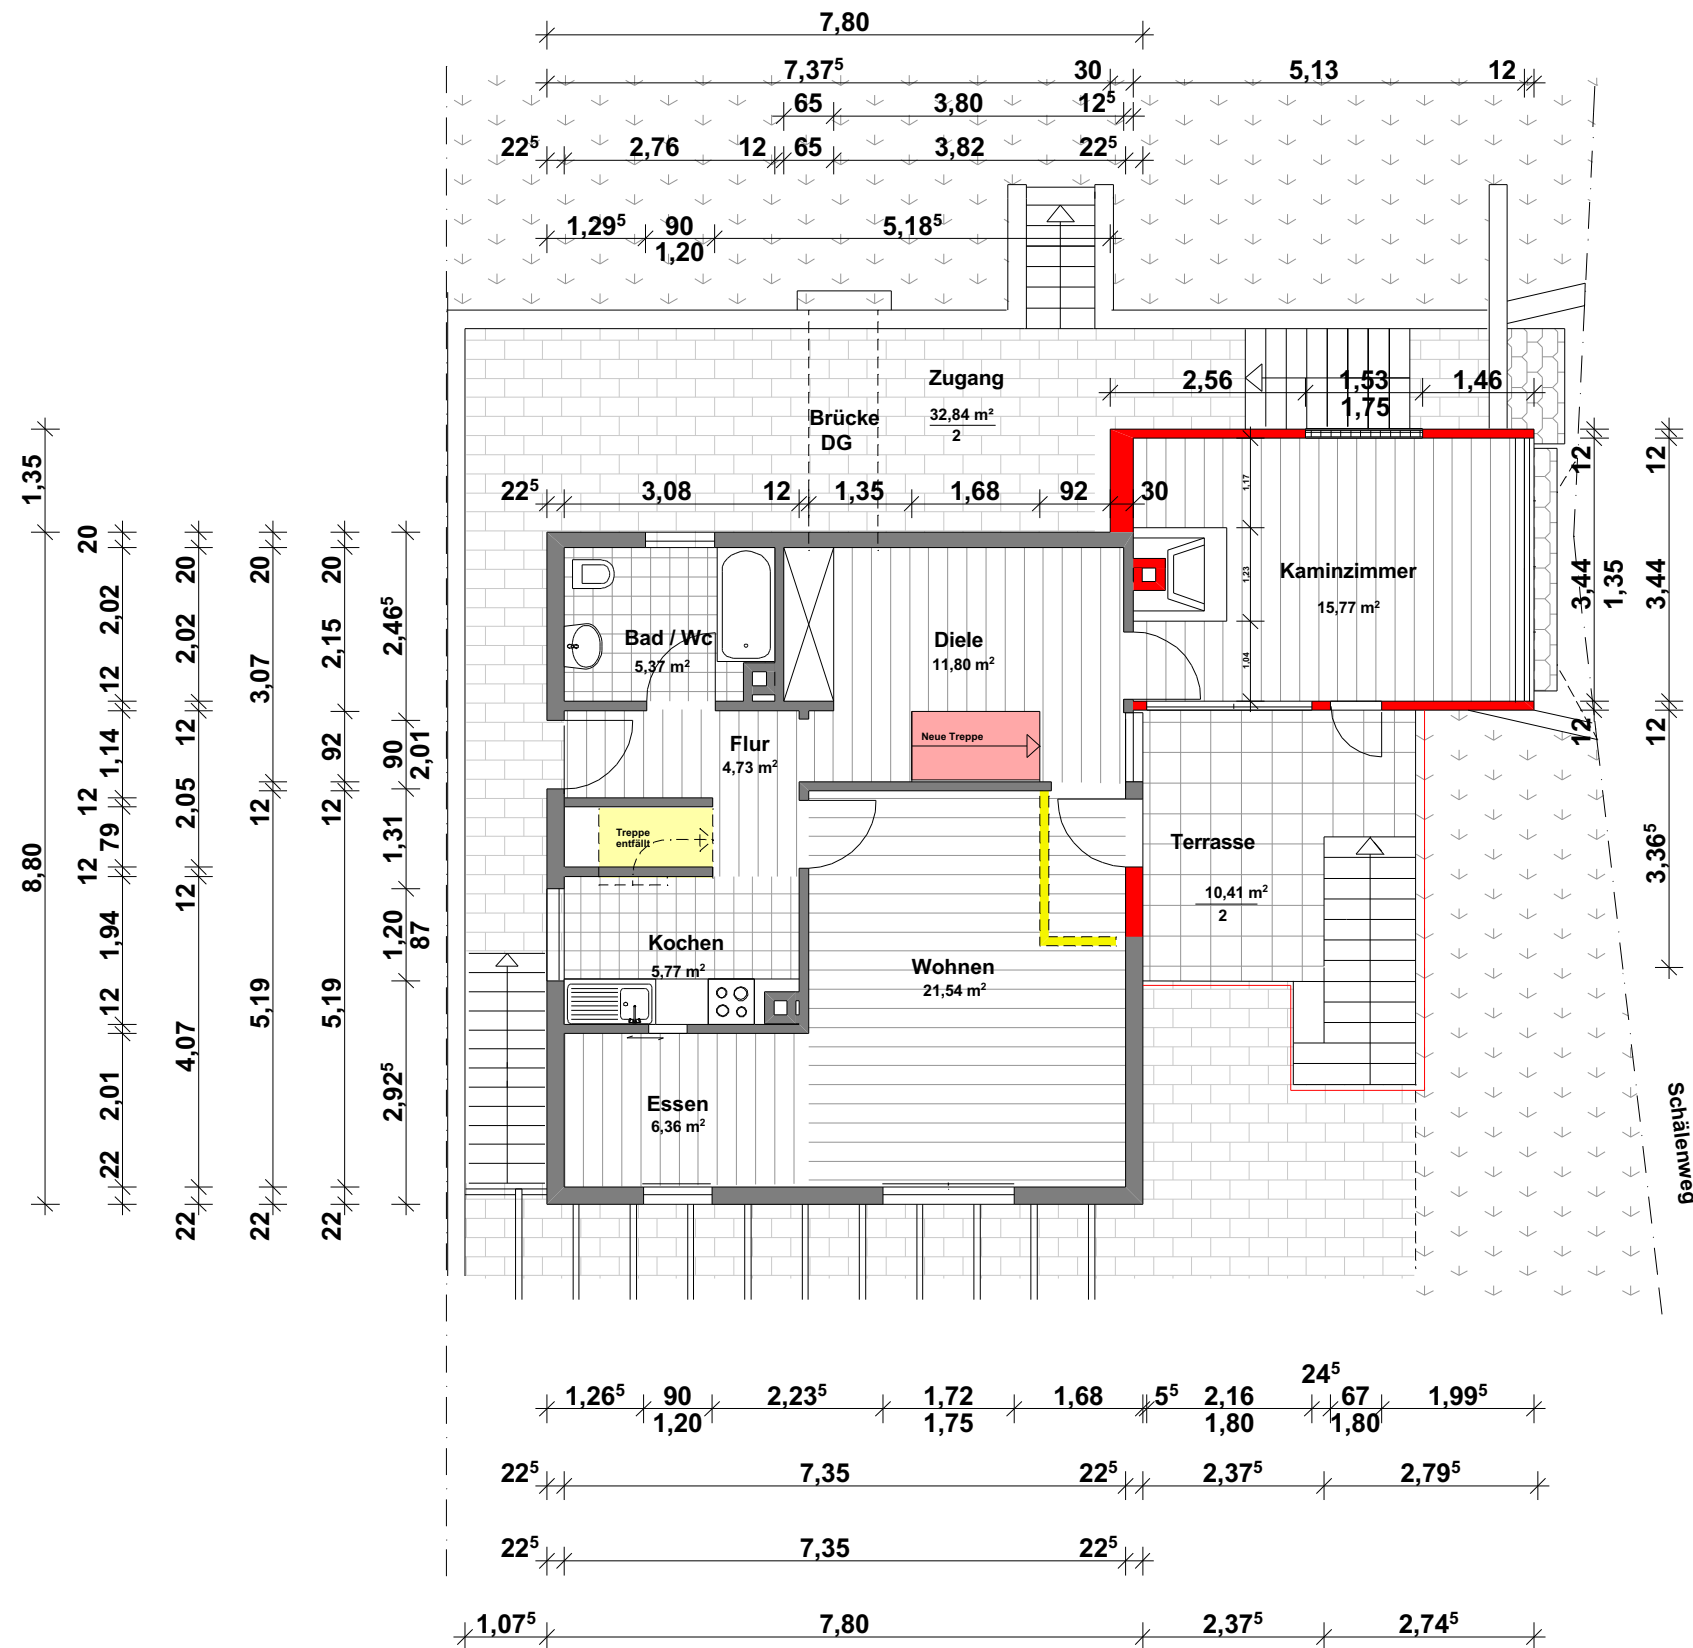 7,80
7,37⁵ 30 5,13 12
65 3,80 12⁵
22⁵ 2,76 12 65 3,82 22⁵
1,29⁵ 90 5,18⁵
1,20
Zugang
32,84 m²
2
Brücke
DG
2,56 1,53 1,46
1,75
22⁵ 3,08 12 1,35 1,68 92 30
1,35
8,80
20
2,02
12
1,14
12
79
12
1,94
12
2,01
22
20
2,02
12
2,05
12
4,07
22
20
3,07
12
5,19
22
20
2,15
92
12
5,19
22
2,46⁵
90
2,01
1,31
1,20
87
2,92⁵
Bad / Wc
5,37 m²
Diele
11,80 m²
Kaminzimmer
15,77 m²
1,17
1,23
1,04
12
3,44
1,35
12
12
3,44
12
3,36⁵
Flur
4,73 m²
Neue Treppe
Treppe
entfällt
Terrasse
10,41 m²
2
Kochen
5,77 m²
Wohnen
21,54 m²
Essen
6,36 m²
Schälenweg
24⁵
1,26⁵ 90 2,23⁵ 1,72 1,68 5⁵ 2,16 67 1,99⁵
1,20 1,75 1,80 1,80
22⁵ 7,35 22⁵ 2,37⁵ 2,79⁵
22⁵ 7,35 22⁵
1,07⁵ 7,80 2,37⁵ 2,74⁵